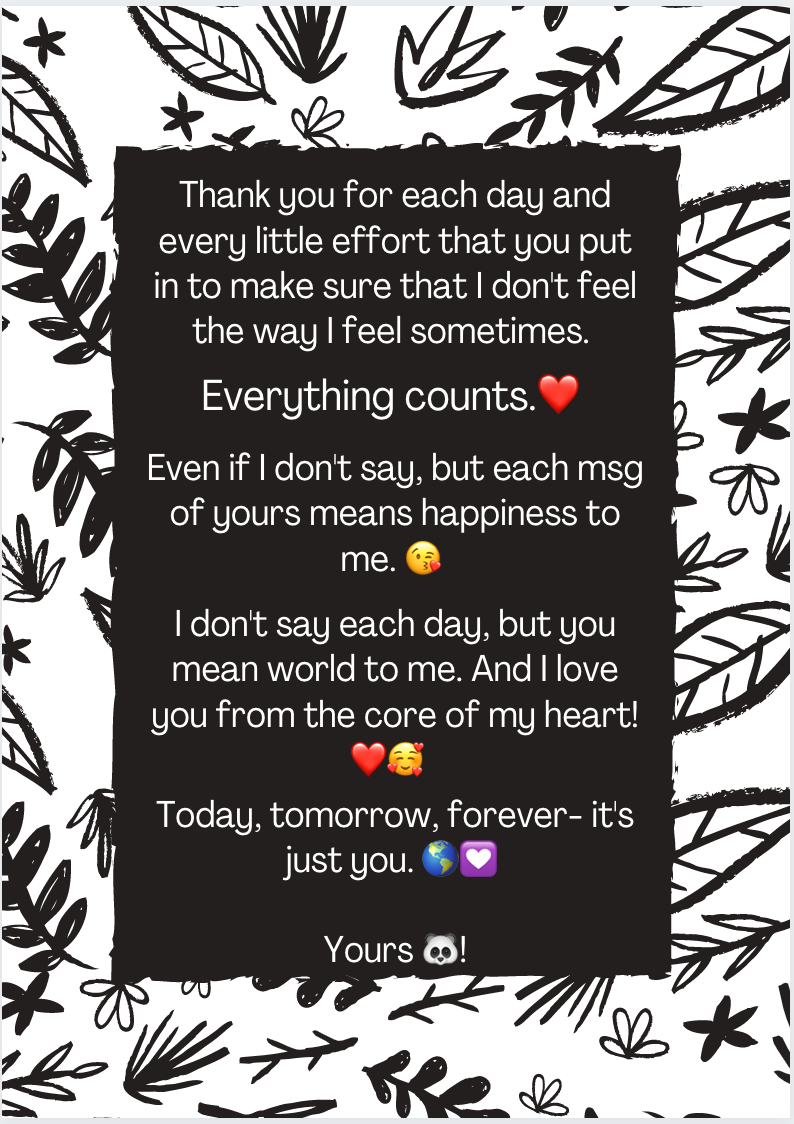 Thank you for each day and
every little effort that you put
in to make sure that I don't feel
the way I feel sometimes.
Everything counts.❤️
Even if I don't say, but each msg
of yours means happiness to
me. 😘
I don't say each day, but you
mean world to me. And I love
you from the core of my heart!
❤️🥰
Today, tomorrow, forever- it's
just you. 🌎💟
Yours 🐼!